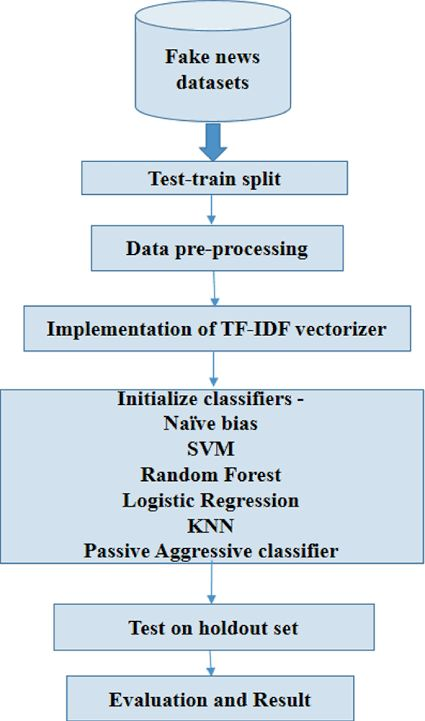 Fake news
datasets
Test-train split
Data pre-processing
Implementation of TF-IDF vectorizer
Initialize classifiers -
Naïve bias
SVM
Random Forest
Logistic Regression
KNN
Passive Aggressive classifier
Test on holdout set
Evaluation and Result